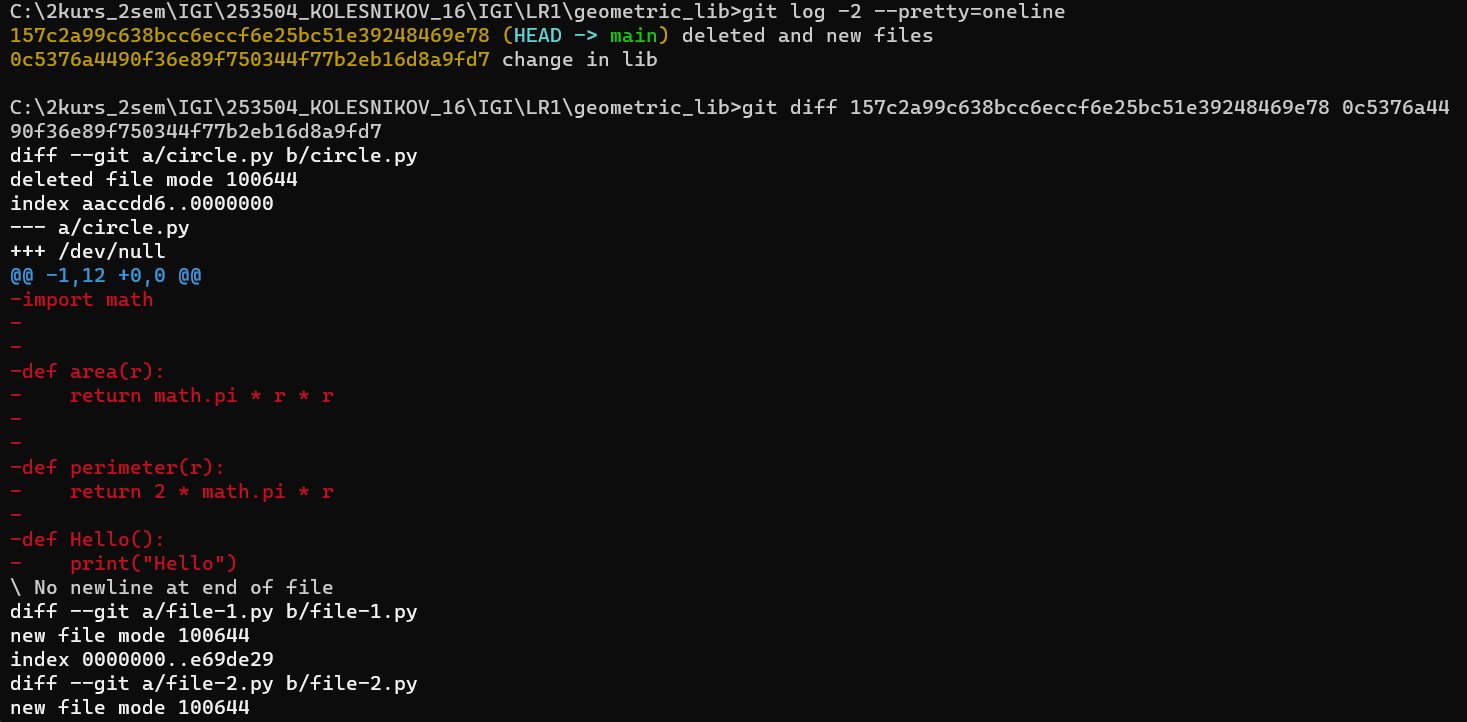 C:\2kurs_2sem\IGI\253504_KOLESNIKOV_16\IGI\LR1\geometric_lib>git log -2 --pretty=oneline
157c2a99c638bcc6eccf6e25bc51e39248469e78 (HEAD -> main) deleted and new files
0c5376a4490f36e89f750344f77b2eb16d8a9fd7 change in lib
C:\2kurs_2sem\IGI\253504_KOLESNIKOV_16\IGI\LR1\geometric_lib>git diff 157c2a99c638bcc6eccf6e25bc51e39248469e78 0c5376a44
90f36e89f750344f77b2eb16d8a9fd7
diff --git a/circle.py b/circle.py
deleted file mode 100644
index aaccdd6..0000000
--- a/circle.py
+++ /dev/null
@@ -1,12 +0,0 @@
-import math
-
-
-def area(r):
-    return math.pi * r * r
-
-
-def perimeter(r):
-    return 2 * math.pi * r
-
-def Hello():
-    print("Hello")
\ No newline at end of file
diff --git a/file-1.py b/file-1.py
new file mode 100644
index 0000000..e69de29
diff --git a/file-2.py b/file-2.py
new file mode 100644